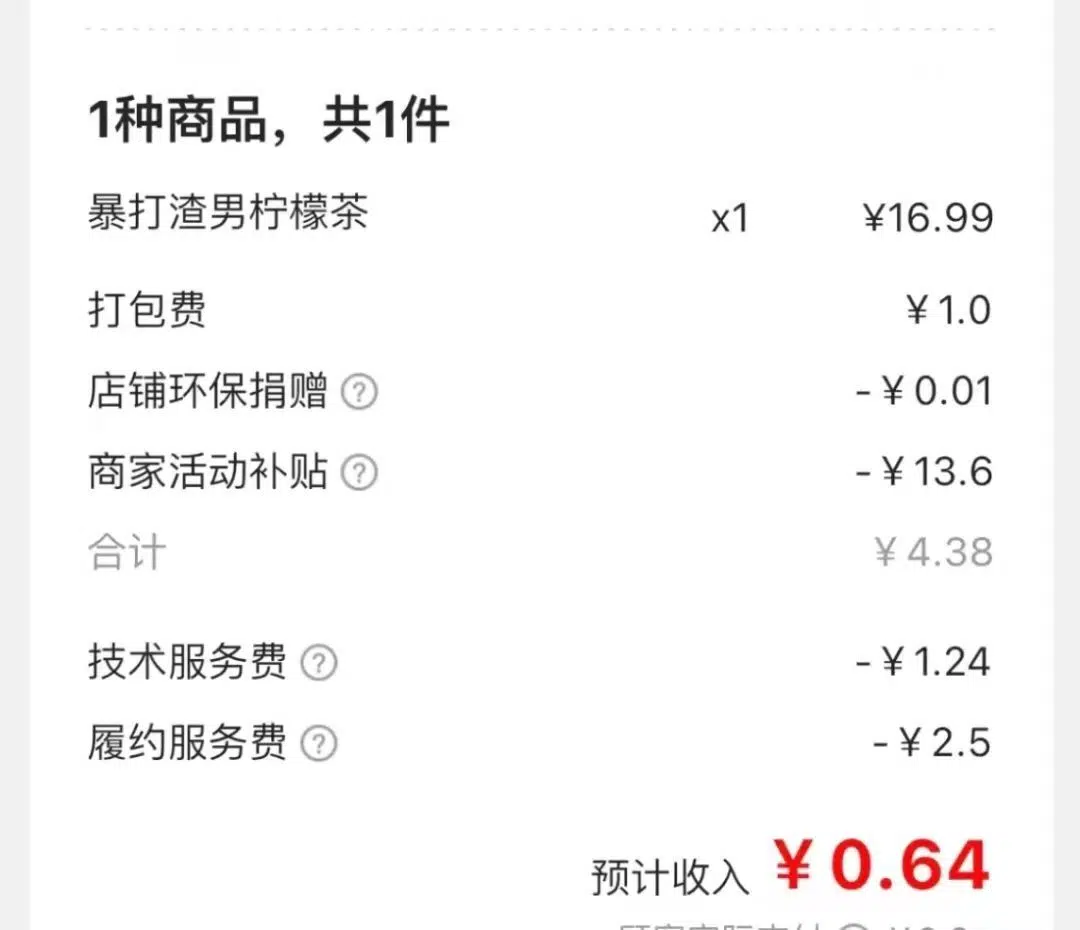 1种商品，共1件
暴打渣男柠檬茶 x1 ¥16.99
打包费 ¥1.0
店铺环保捐赠 ? -¥0.01
商家活动补贴 ? -¥13.6
合计 ¥4.38
技术服务费 ? -¥1.24
履约服务费 ? -¥2.5
预计收入 ¥0.64